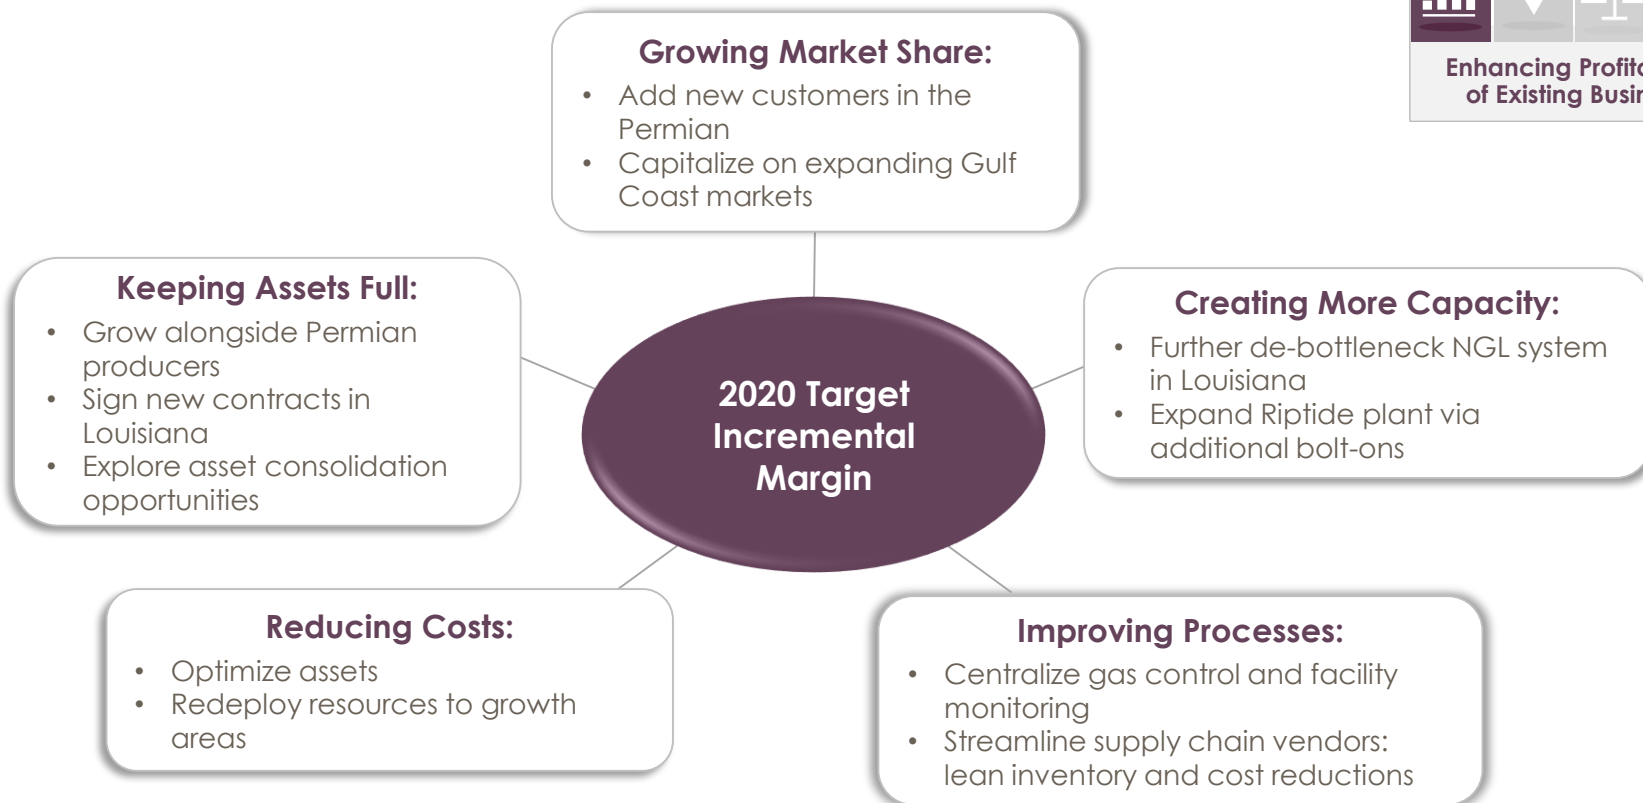 Growing Market Share:
• Add new customers in the
Permian
• Capitalize on expanding Gulf
Coast markets
Enhancing
of Existing
Keeping Assets Full:
• Grow alongside Permian
producers
• Sign new contracts in
Louisiana
• Explore asset consolidation
opportunities
Creating More Capacity:
• Further de-bottleneck NGL system
in Louisiana
• Expand Riptide plant via
additional bolt-ons
2020 Target
Incremental
Margin
Reducing Costs:
• Optimize assets
• Redeploy resources to growth
areas
Improving Processes:
• Centralize gas control and facility
monitoring
• Streamline supply chain vendors:
lean inventory and cost reductions